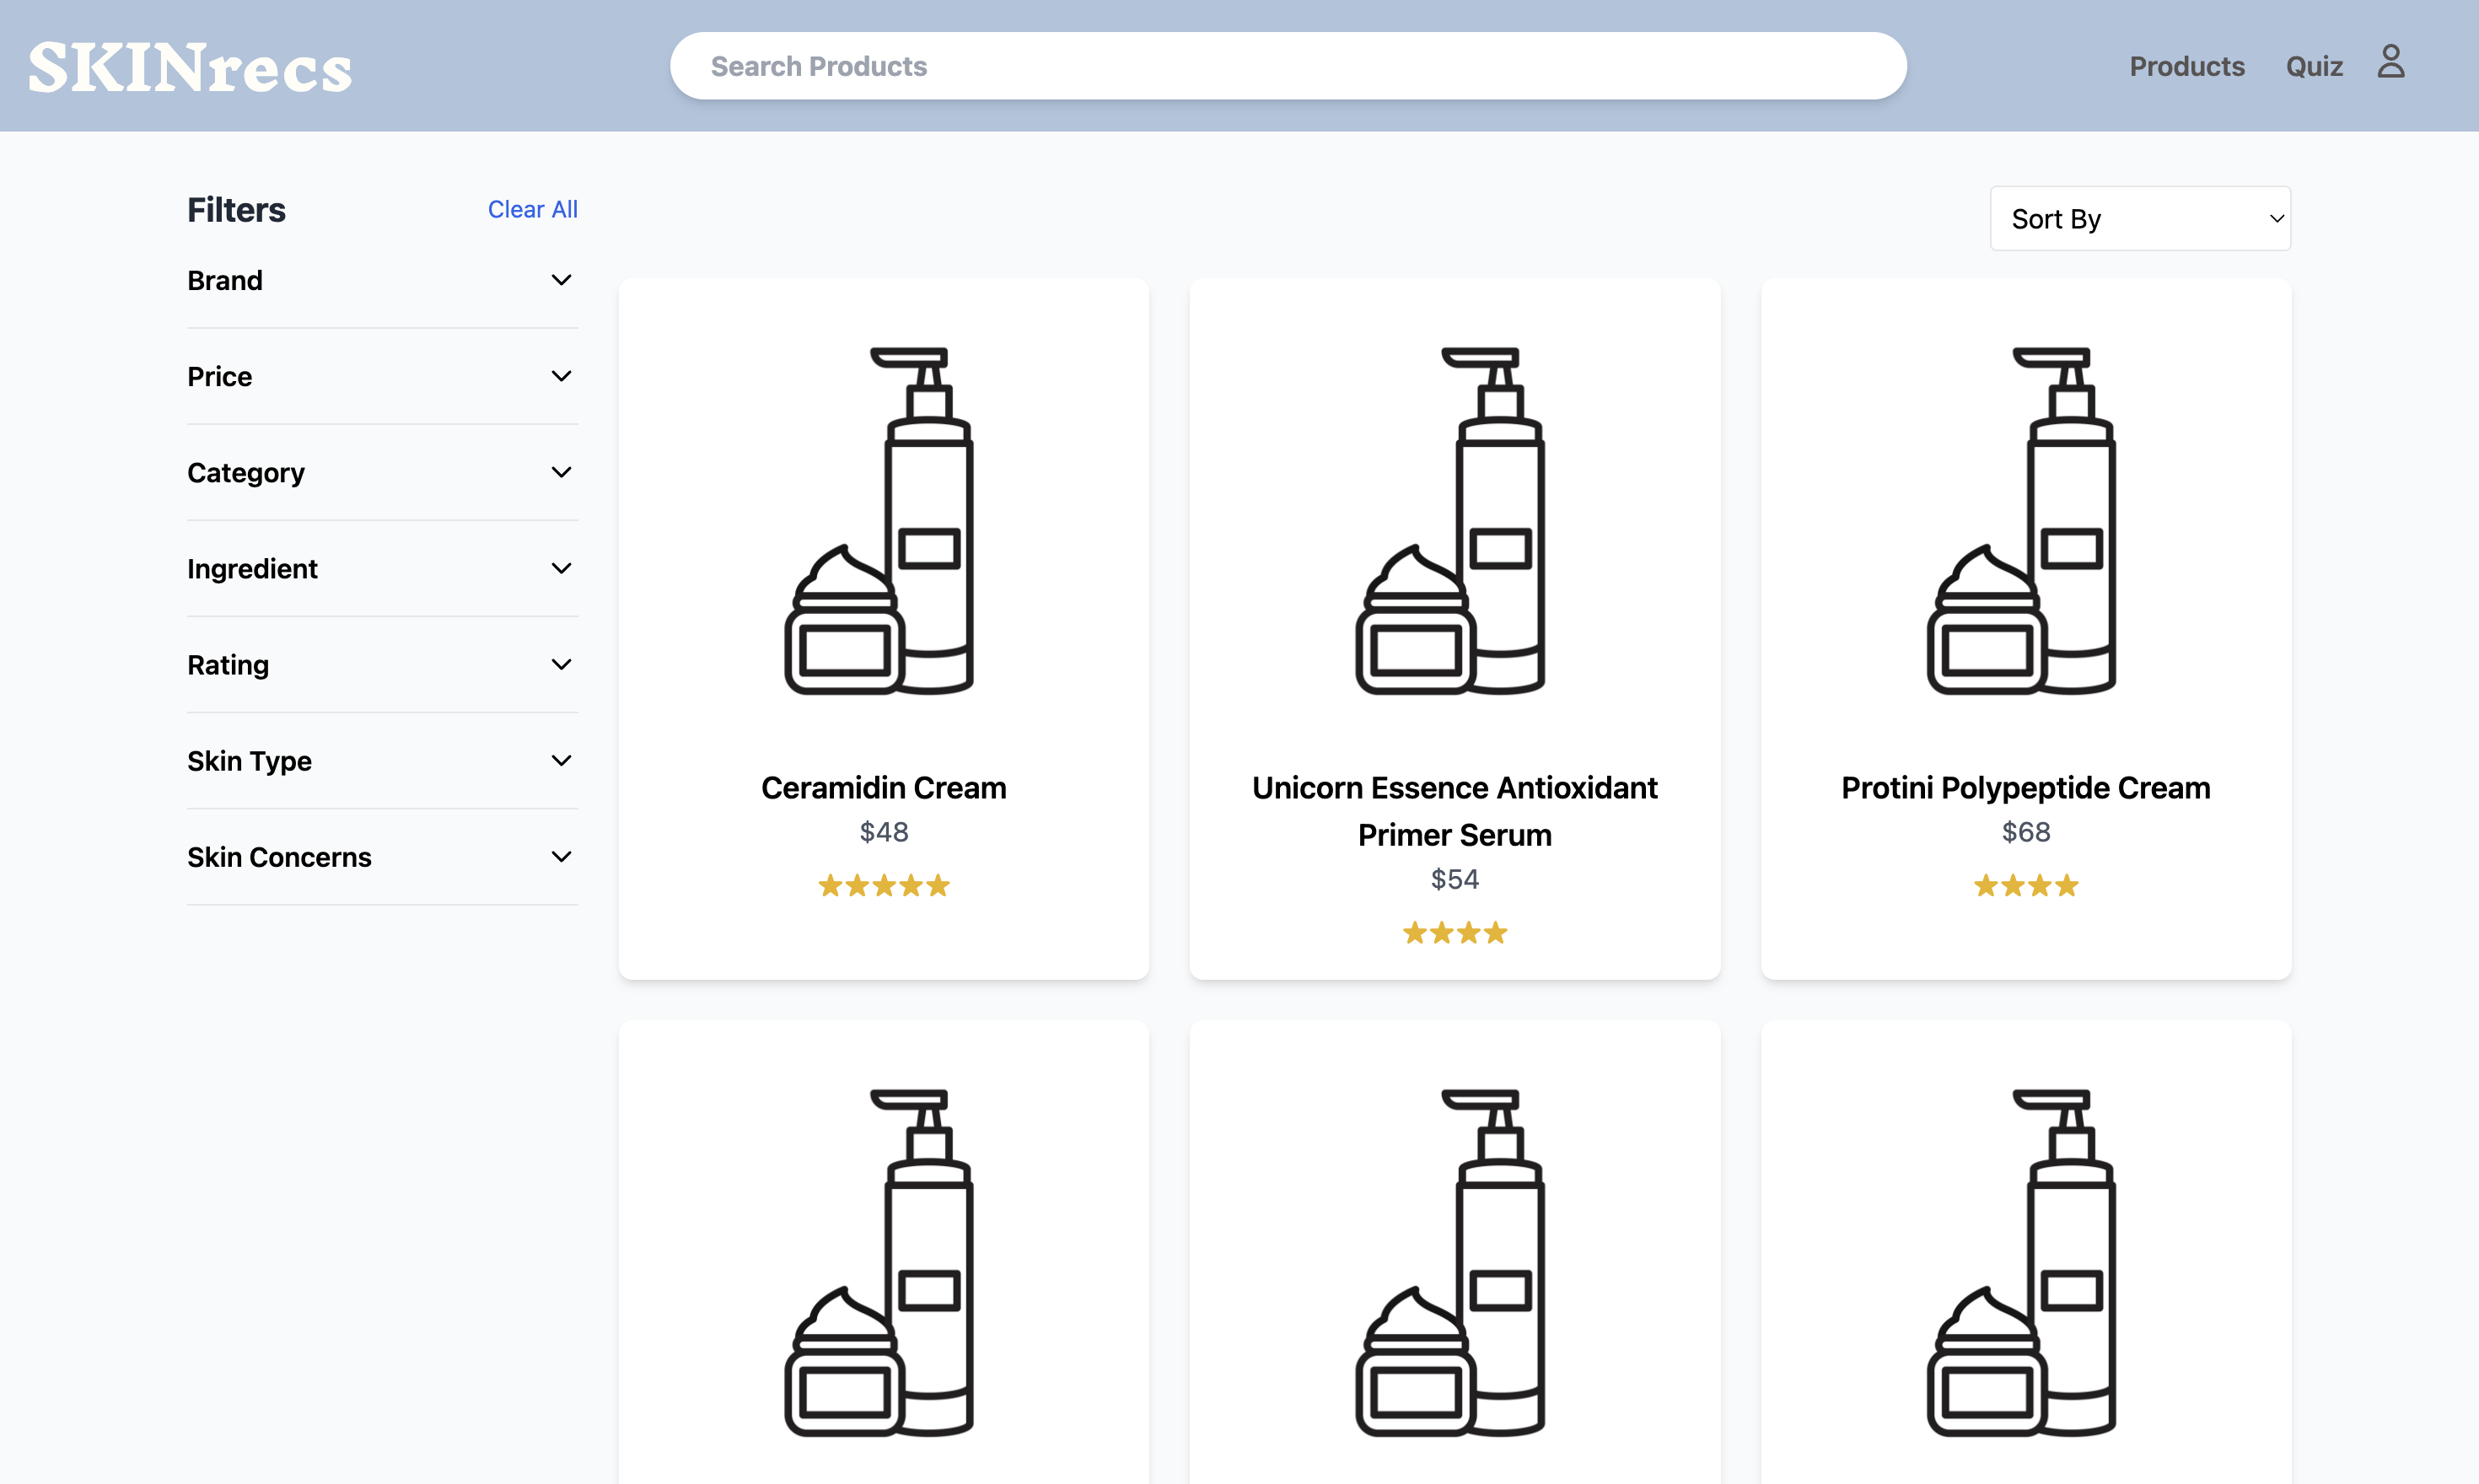 SKINrecs
Search Products
Products
Quiz
Filters
Clear All
Sort By
Brand
Price
Category
Ingredient
Rating
Skin Type
Skin Concerns
Ceramidin Cream
$48
Unicorn Essence Antioxidant
Primer Serum
$54
Protini Polypeptide Cream
$68